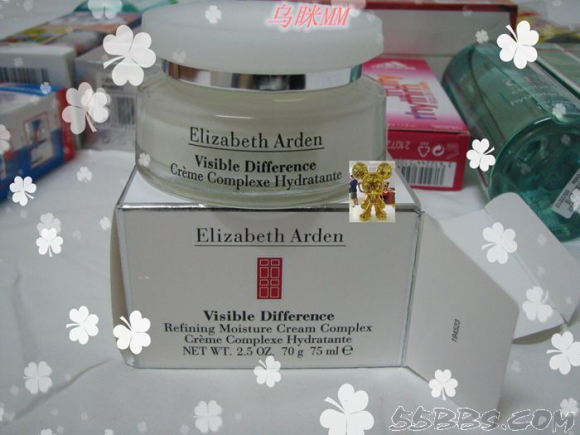 乌眯MM
Elizabeth Arden
Visible Difference
Crème Complexe Hydratante
Elizabeth Arden
Visible Difference
Refining Moisture Cream Complex
Crème Complexe Hydratante
NET WT. 2.5 OZ. 70 g 75 ml e
55BBS.COM